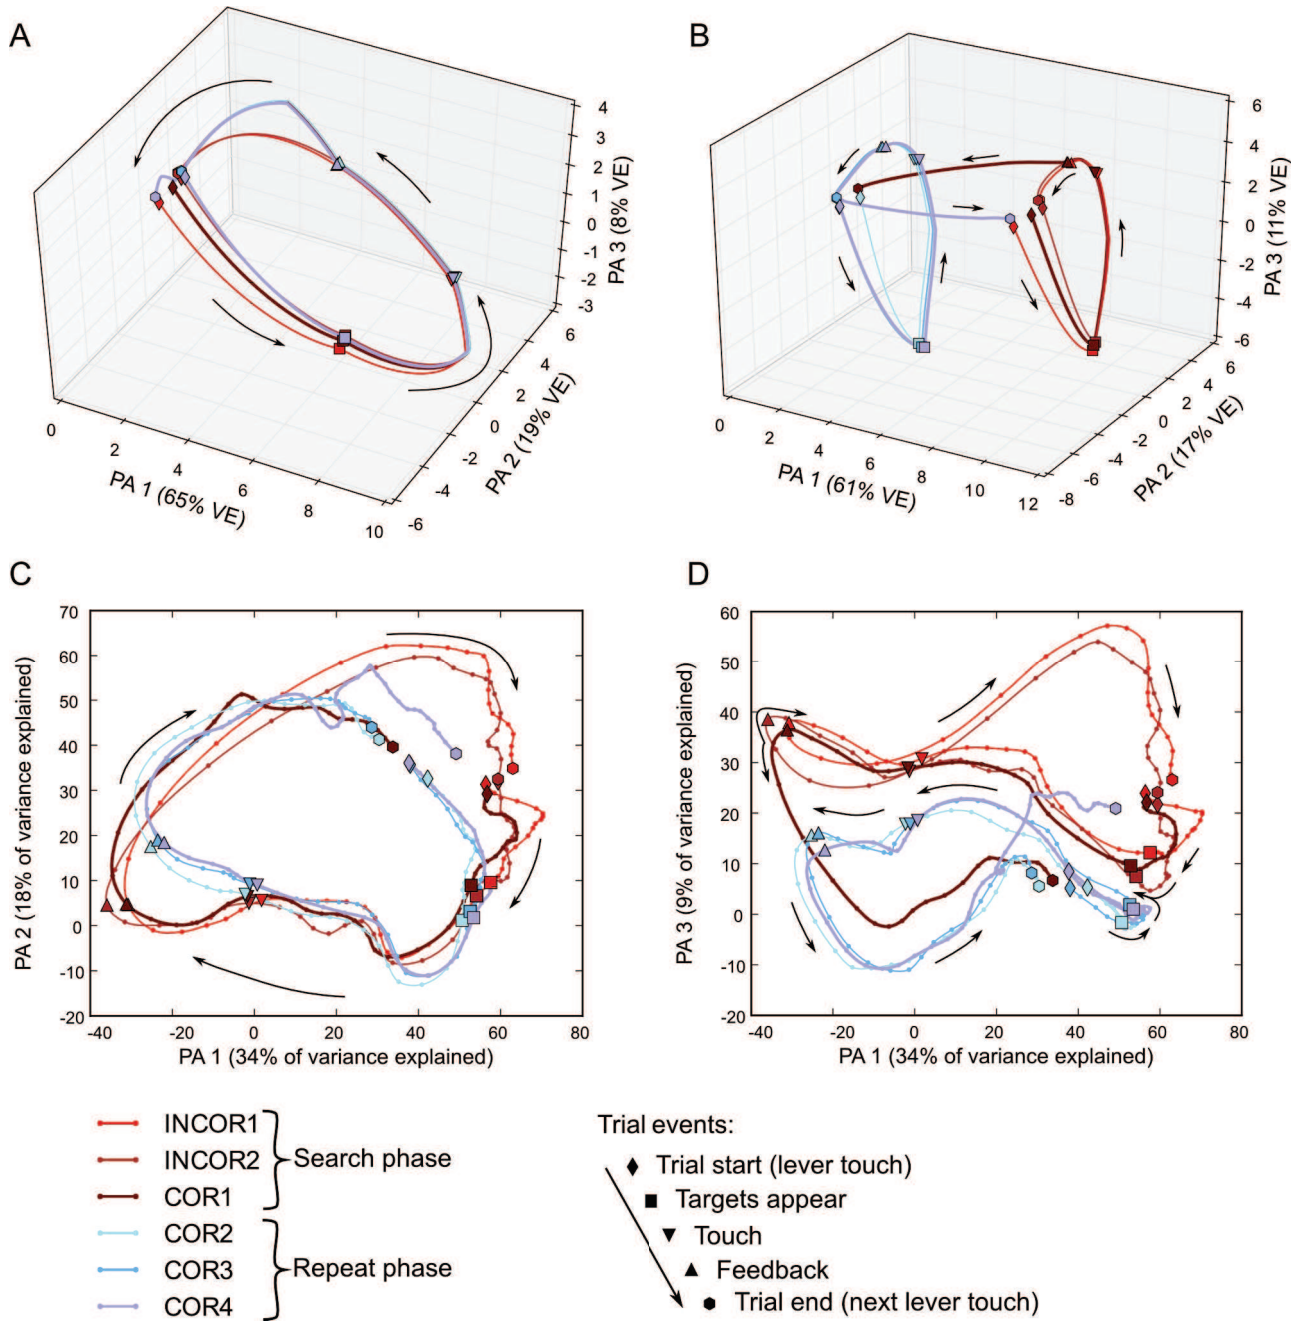 A
B
4
3
2
1
0
-1
-2
-3
PA 3 (8% VE)
6
4
2
0
-2
-4
-6
PA 2 (19% VE)
0
2
4
6
8
10
PA 1 (65% VE)
6
4
2
0
-2
-4
-6
PA 3 (11% VE)
6
4
2
0
-2
-4
-6
-8
PA 2 (17% VE)
0
2
4
6
8
10
12
PA 1 (61% VE)
C
D
70
60
50
40
30
20
10
0
-10
-20
PA 2 (18% of variance explained)
-40
-20
0
20
40
60
80
PA 1 (34% of variance explained)
60
50
40
30
20
10
0
-10
-20
PA 3 (9% of variance explained)
-40
-20
0
20
40
60
80
PA 1 (34% of variance explained)
INCOR1
INCOR2
COR1
Search phase
COR2
COR3
COR4
Repeat phase
Trial events:
Trial start (lever touch)
Targets appear
Touch
Feedback
Trial end (next lever touch)